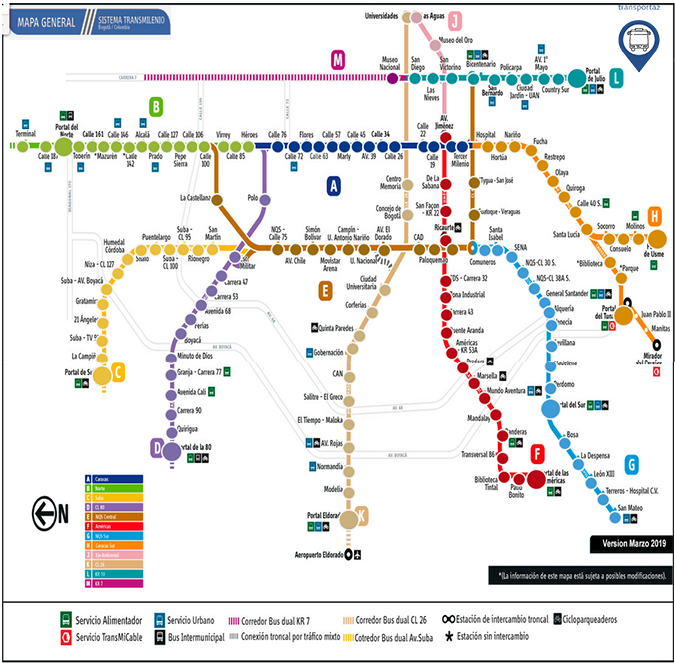 MAPA GENERAL
SISTEMA TRANSMILENIO
Bogotá / Colombia
transporta2
Universidades
as Aguas
J
Museo del Oro
M
Museo
Nacional
San
Diego
San
Victorino
Bicentenario
Policarpa
AV. 1°
Mayo
L
Portal
de Julio
CARRERA 7
Las
Nieves
San
Bernardo
Ciudad
Jardín - UAN
Country Sur
B
Terminal
Portal del
Norte
Calle 161
Calle 146
Alcalá
Calle 127
Calle 106
Virrey
Héroes
Calle 76
Flores
Calle 57
Calle 45
Calle 34
Calle
22
AV.
Jiménez
Hospital
Nariño
Calle 187
Toberín
*Mazurén
*Calle
142
Prado
Pepe
Sierra
Calle
100
Calle 85
Calle 72
Calle 63
Marly
AV. 39
Calle 26
Calle
19
Tercer
Milenio
Hortúa
Fucha
Restrepo
Olaya
Quiroga
Calle 40 S.
Santa Lucía
Socorro
Molinos
Consuelo
H
de Usme
*Biblioteca
*Parque
Portal
del Tunal
Juan Pablo II
Manitas
Mirador
A
La Castellana
Polo
Centro
Memoria
Concejo de
Bogotá
De La
Sabana
San Façon
- KR 22
Ricaurte
*Tygua - San José
Guatoque - Veraguas
Humedal
Córdoba
Puentelargo
Suba -
CL 95
San
Martín
Shaio
Suba -
CL 100
Rionegro
Niza - CL 127
Suba - AV. Boyacá
Gratamira
21 Ángeles
Suba - TV 91
La Campiña
Portal de Suba
C
NQS -
Calle 75
Simón
Bolívar
Campín -
U. Antonio Nariño
AV. El
Dorado
CAD
AV. Chile
Movistar
Arena
U. Nacional
Paloquemao
Comuneros
Santa
Isabel
SENA
NQS-CL 30 S.
NQS-CL 38A S.
General Santander
Alquería
Venecia
Sevillana
Perdomo
Portal del Sur
Bosa
La Despensa
León XIII
Terreros - Hospital C.V.
San Mateo
G
Carrera 47
Carrera 53
Avenida 68
Ferias
Boyacá
Minuto de Dios
Granja - Carrera 77
Avenida Cali
Carrera 90
Quirigua
Portal de la 80
D
E
Ciudad
Universitaria
Corferias
Quinta Paredes
Gobernación
CAN
Salitre - El Greco
El Tiempo - Maloka
AV. Rojas
Normandía
Modelia
Portal Eldorado
K
Aeropuerto Eldorado
CDS - Carrera 32
Zona Industrial
Carrera 43
Puente Aranda
Américas
- KR 53A
Pradera
Marsella
Mundo Aventura
Mandalay
Banderas
Transversal 86
Biblioteca
Tintal
Patio
Bonito
Portal de las
Américas
F
N
A Caracas
B Norte
C Suba
D CL 80
E NQS Central
F Américas
G NQS Sur
H Caracas Sur
J Eje Ambiental
K CL 26
L KR 10
M KR 7
Version Marzo 2019
*(La información de este mapa está sujeta a posibles modificaciones).
Servicio Alimentador
Servicio Urbano
Corredor Bus dual KR 7
Corredor Bus dual CL 26
Estación de intercambio troncal
Cicloparqueaderos
Servicio TransMiCable
Bus Intermunicipal
Conexión troncal por tráfico mixto
Cotredor Bus dual Av.Suba
Estación sin intercambio